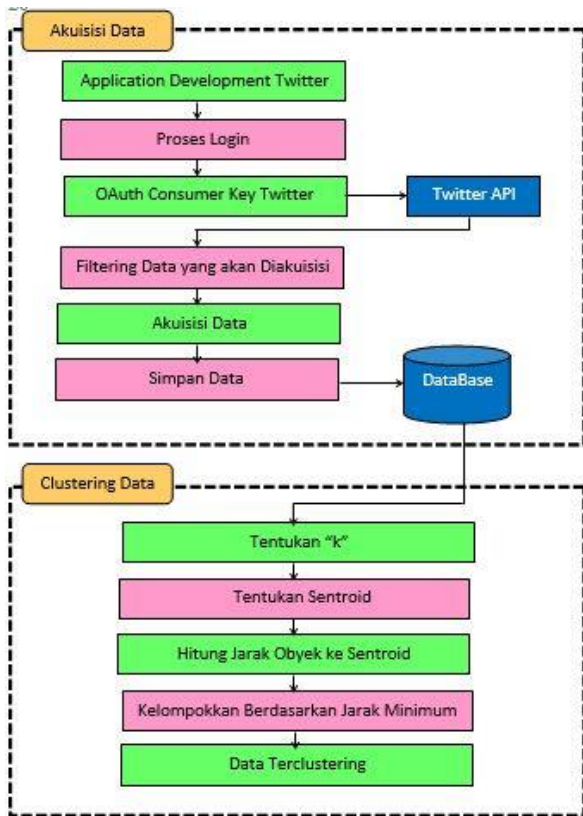 Akuisisi Data
Application Development Twitter
Proses Login
OAuth Consumer Key Twitter
Twitter API
Filtering Data yang akan Diakuisisi
Akuisisi Data
Simpan Data
DataBase
Clustering Data
Tentukan “k”
Tentukan Sentroid
Hitung Jarak Obyek ke Sentroid
Kelompokkan Berdasarkan Jarak Minimum
Data Terclustering